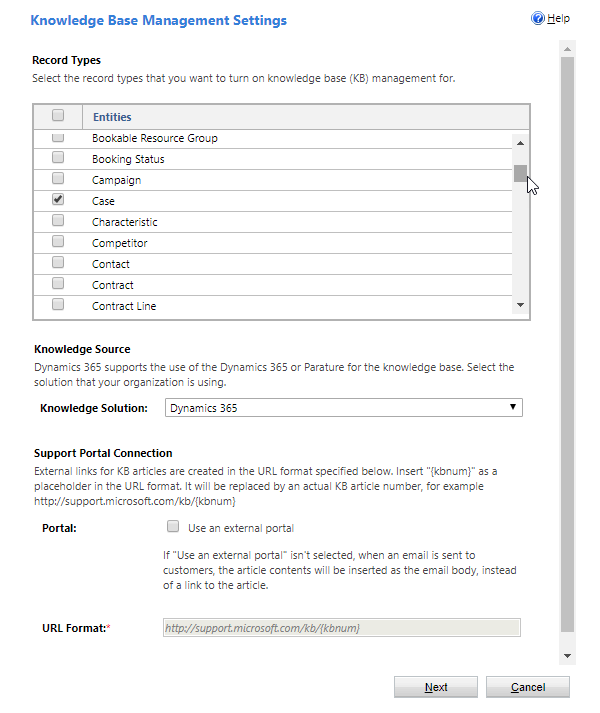 Knowledge Base Management Settings
Help
Record Types
Select the record types that you want to turn on knowledge base (KB) management for.
Entities
Bookable Resource Group
Booking Status
Campaign
Case
Characteristic
Competitor
Contact
Contract
Contract Line
Knowledge Source
Dynamics 365 supports the use of the Dynamics 365 or Parature for the knowledge base. Select the
solution that your organization is using.
Knowledge Solution: Dynamics 365
Support Portal Connection
External links for KB articles are created in the URL format specified below. Insert "{kbnum}" as a
placeholder in the URL format. It will be replaced by an actual KB article number, for example
http://support.microsoft.com/kb/{kbnum}
Portal: Use an external portal
If "Use an external portal" isn't selected, when an email is sent to
customers, the article contents will be inserted as the email body, instead
of a link to the article.
URL Format:* http://support.microsoft.com/kb/{kbnum}
Next Cancel